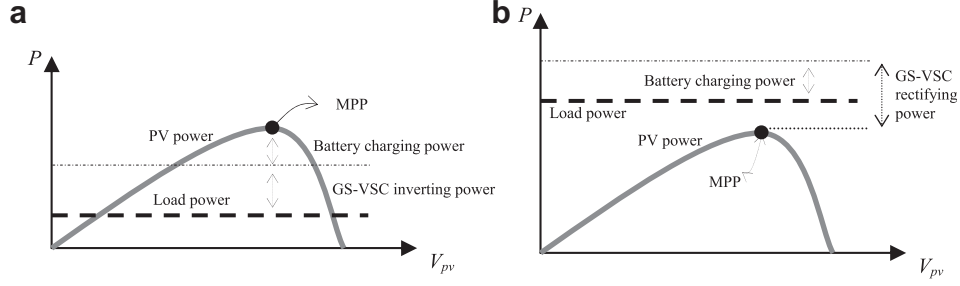 a
P
MPP
PV power
Battery charging power
GS-VSC inverting power
Load power
V_pv
b
P
Battery charging power
GS-VSC
rectifying
power
Load power
PV power
MPP
V_pv